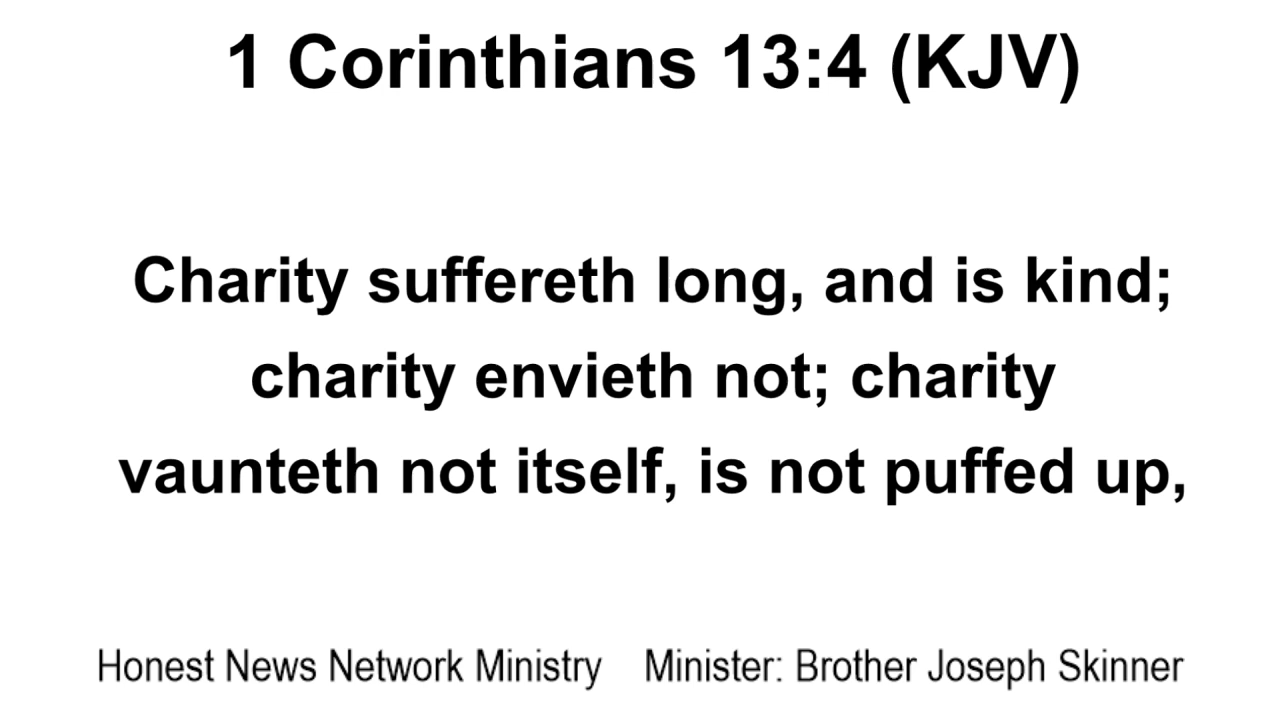 1 Corinthians 13:4 (KJV)
Charity suffereth long, and is kind;
charity envieth not; charity
vaunteth not itself, is not puffed up,
Honest News Network Ministry    Minister: Brother Joseph Skinner